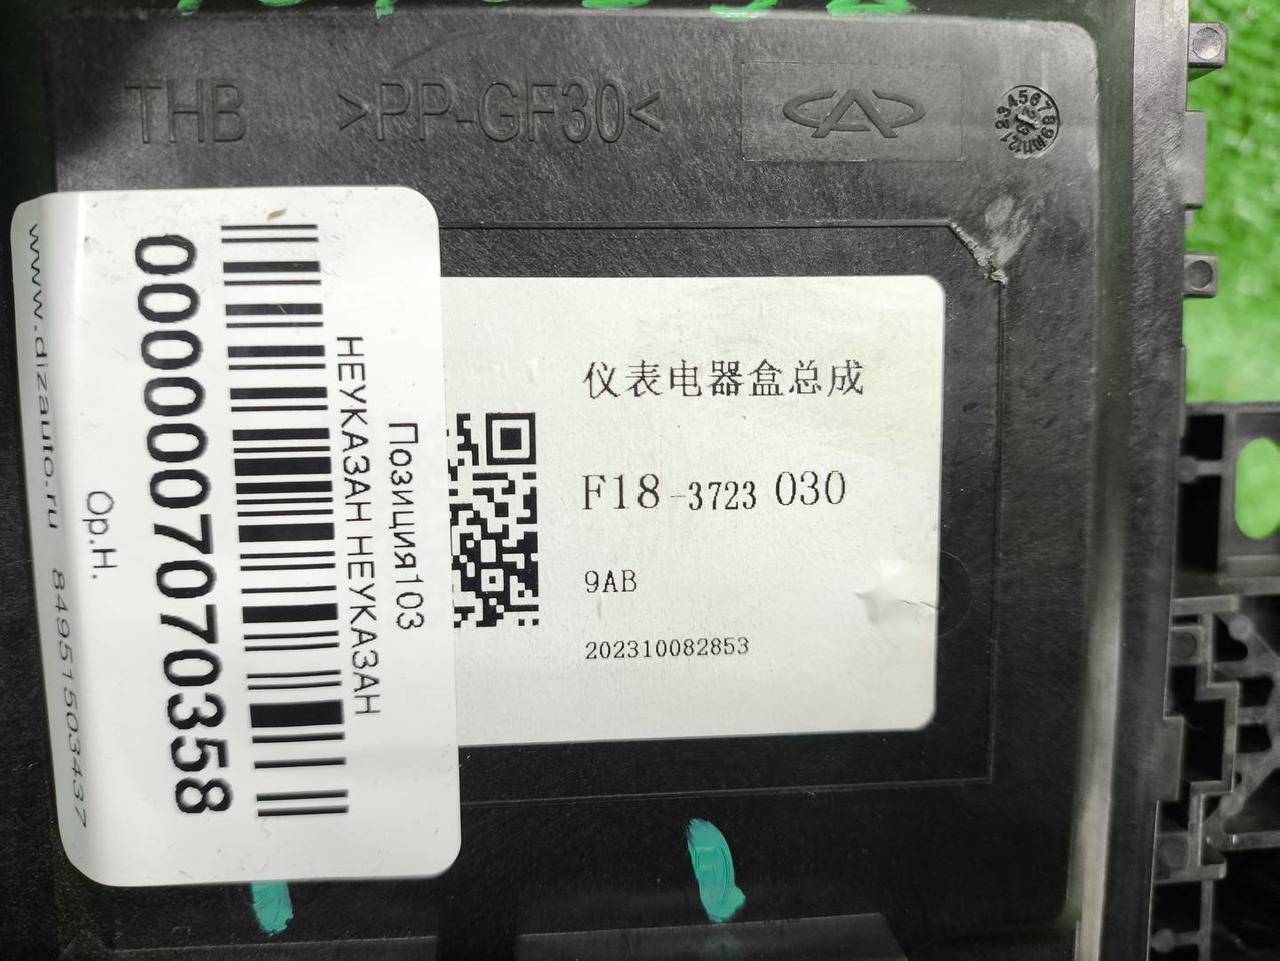 THB >PP-GF30<
仪表电器盒总成
F18-3723 030
9AB
202310082853
Позиция103
НЕУКАЗАН НЕУКАЗАН
000000070358
Ор.Н.
www.dizauto.ru 84951503437